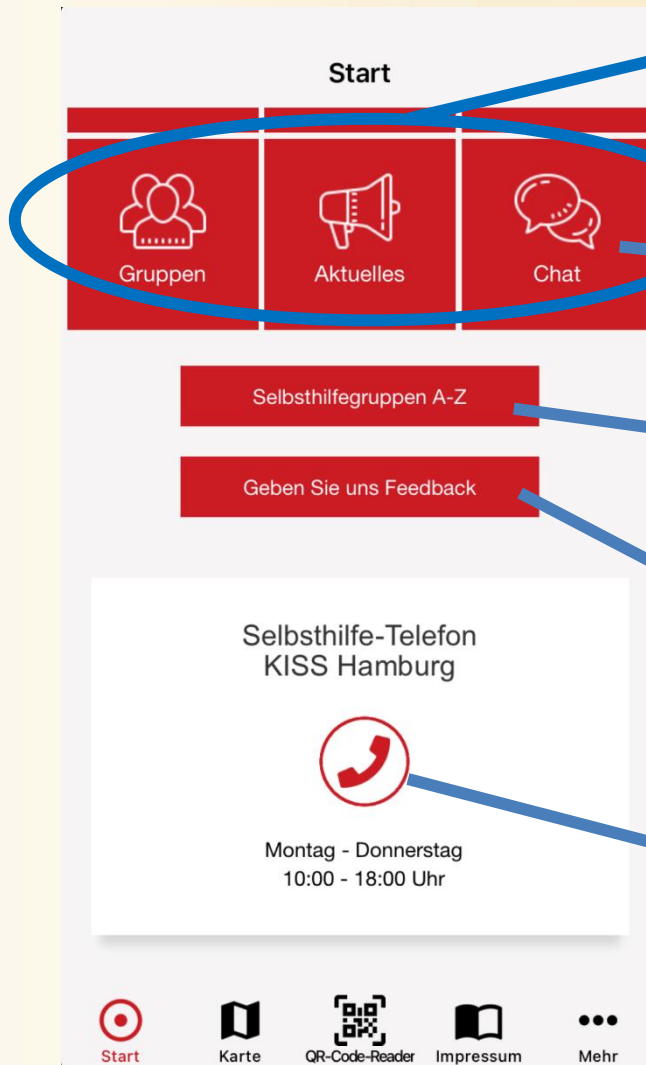 Start
Gruppen Aktuelles Chat
Selbsthilfegruppen A-Z
Geben Sie uns Feedback
Selbsthilfe-Telefon
KISS Hamburg
Montag - Donnerstag
10:00 - 18:00 Uhr
Start Karte QR-Code-Reader Impressum Mehr